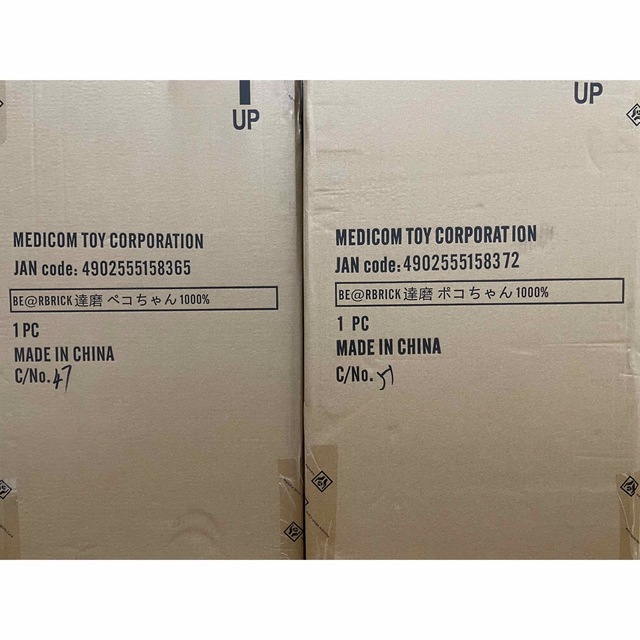 UP
MEDICOM TOY CORPORATION
JAN code: 4902555158365
BE@RBRICK 達磨 ペコちゃん 1000%
1 PC
MADE IN CHINA
C/No. 47
UP
MEDICOM TOY CORPORATION
JAN code: 4902555158372
BE@RBRICK 達磨 ポコちゃん 1000%
1 PC
MADE IN CHINA
C/No.